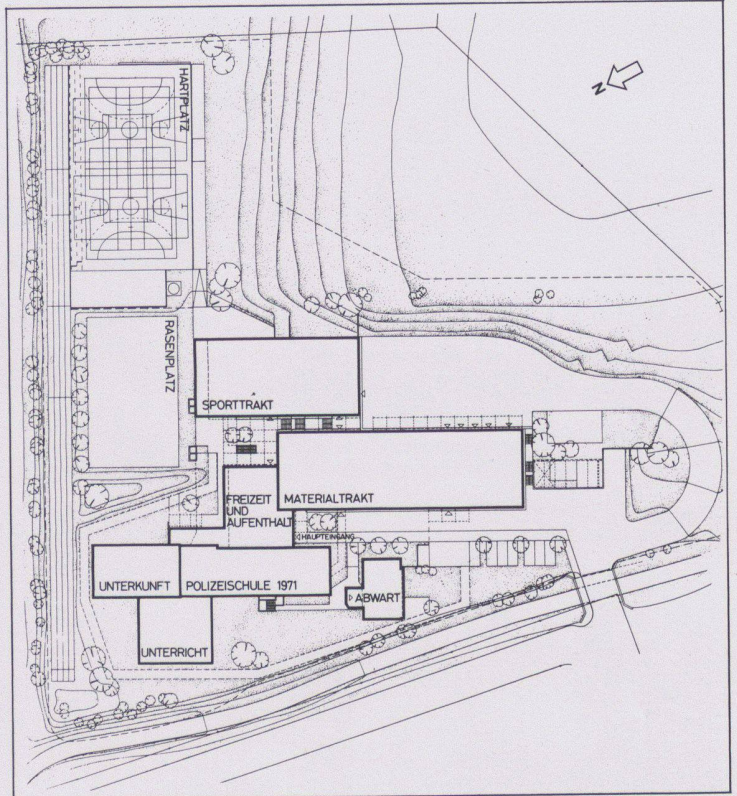 N
HARTPLATZ
RASENPLATZ
SPORTTRAKT
FREIZEIT
UND
AUFENTHALT
MATERIALTRAKT
HAUPTEINGANG
UNTERKUNFT
POLIZEISCHULE 1971
ABWART
UNTERRICHT